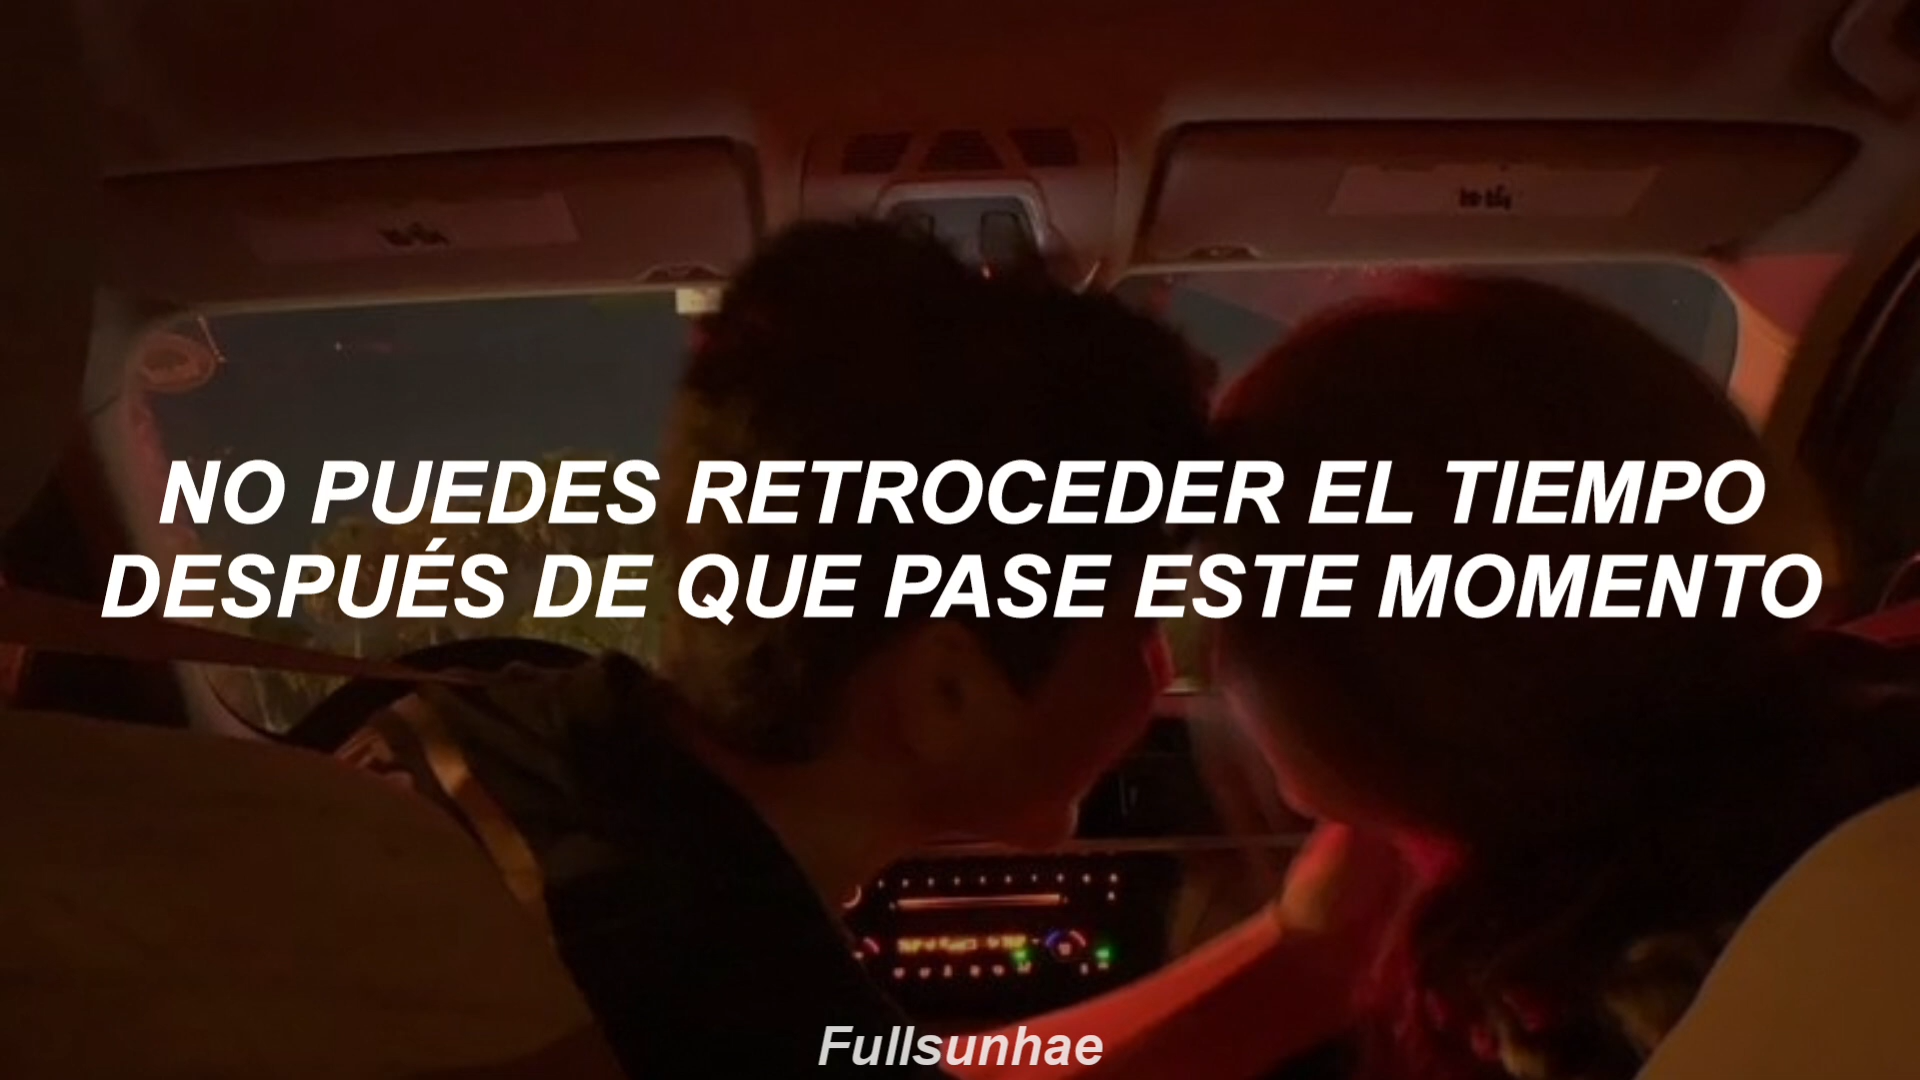 NO PUEDES RETROCEDER EL TIEMPO
DESPUÉS DE QUE PASE ESTE MOMENTO
Fullsunhae